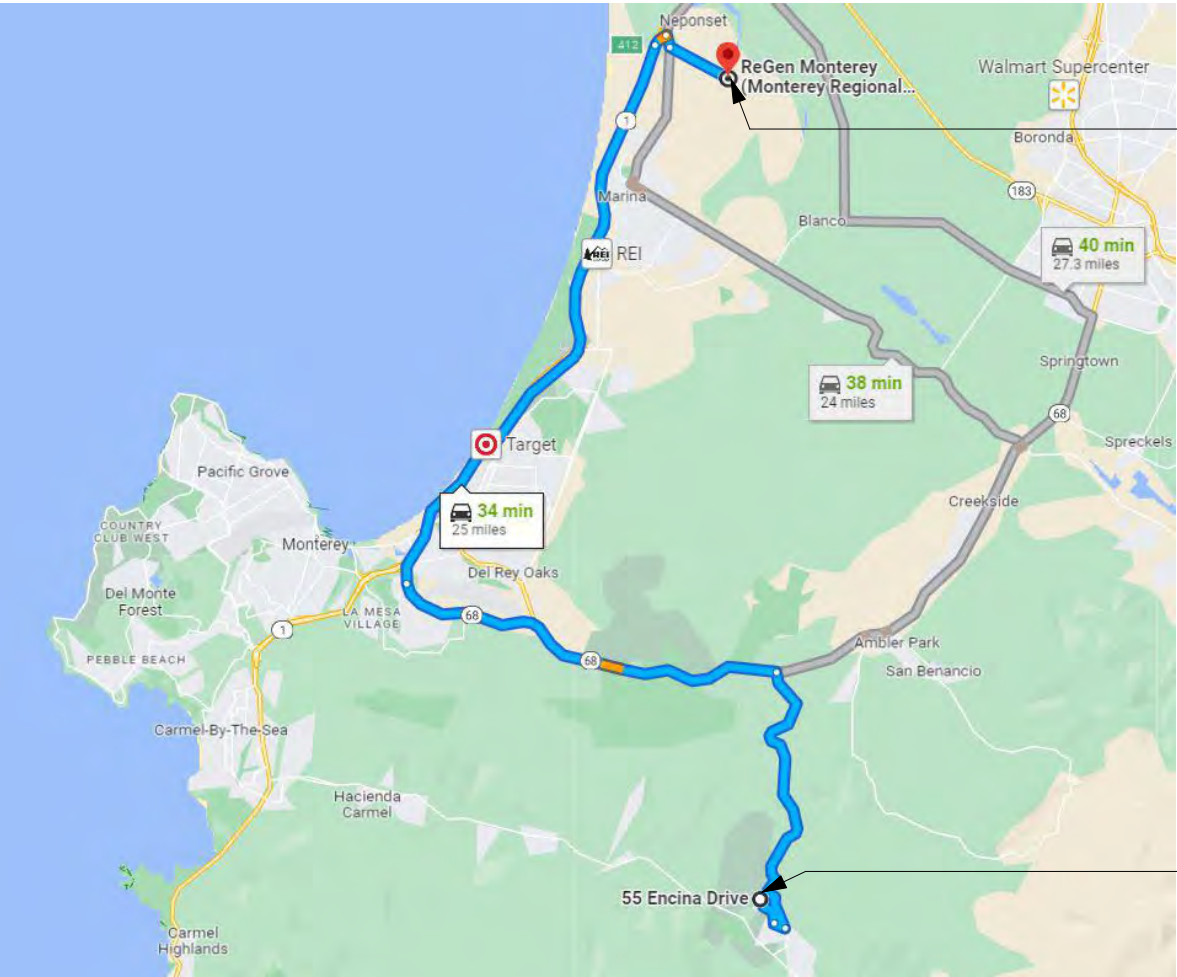 Neponset
412
ReGen Monterey
(Monterey Regional...
Walmart Supercenter
1
Boronda
183
Marina
Blanco
REI
REI
40 min
27.3 miles
Springtown
38 min
24 miles
68
Target
Spreckels
Pacific Grove
Creekside
34 min
25 miles
COUNTRY
CLUB WEST
Monterey
Del Rey Oaks
Del Monte
Forest
LA MESA
VILLAGE
68
1
68
Ambler Park
PEBBLE BEACH
San Benancio
Carmel-By-The-Sea
Hacienda
Carmel
55 Encina Drive
Carmel
Highlands